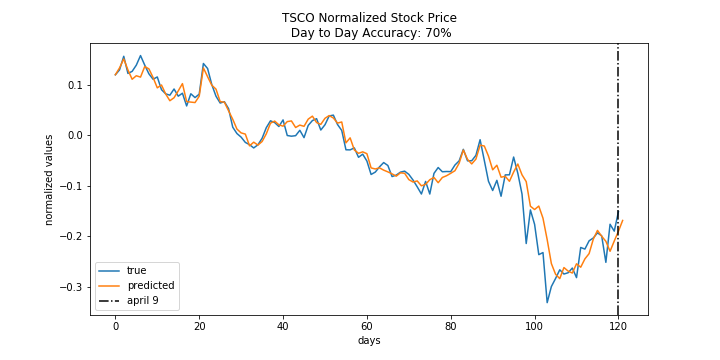 TSCO Normalized Stock Price
Day to Day Accuracy: 70%
normalized values
0.1
0.0
−0.1
−0.2
−0.3
true
predicted
april 9
0 20 40 60 80 100 120
days